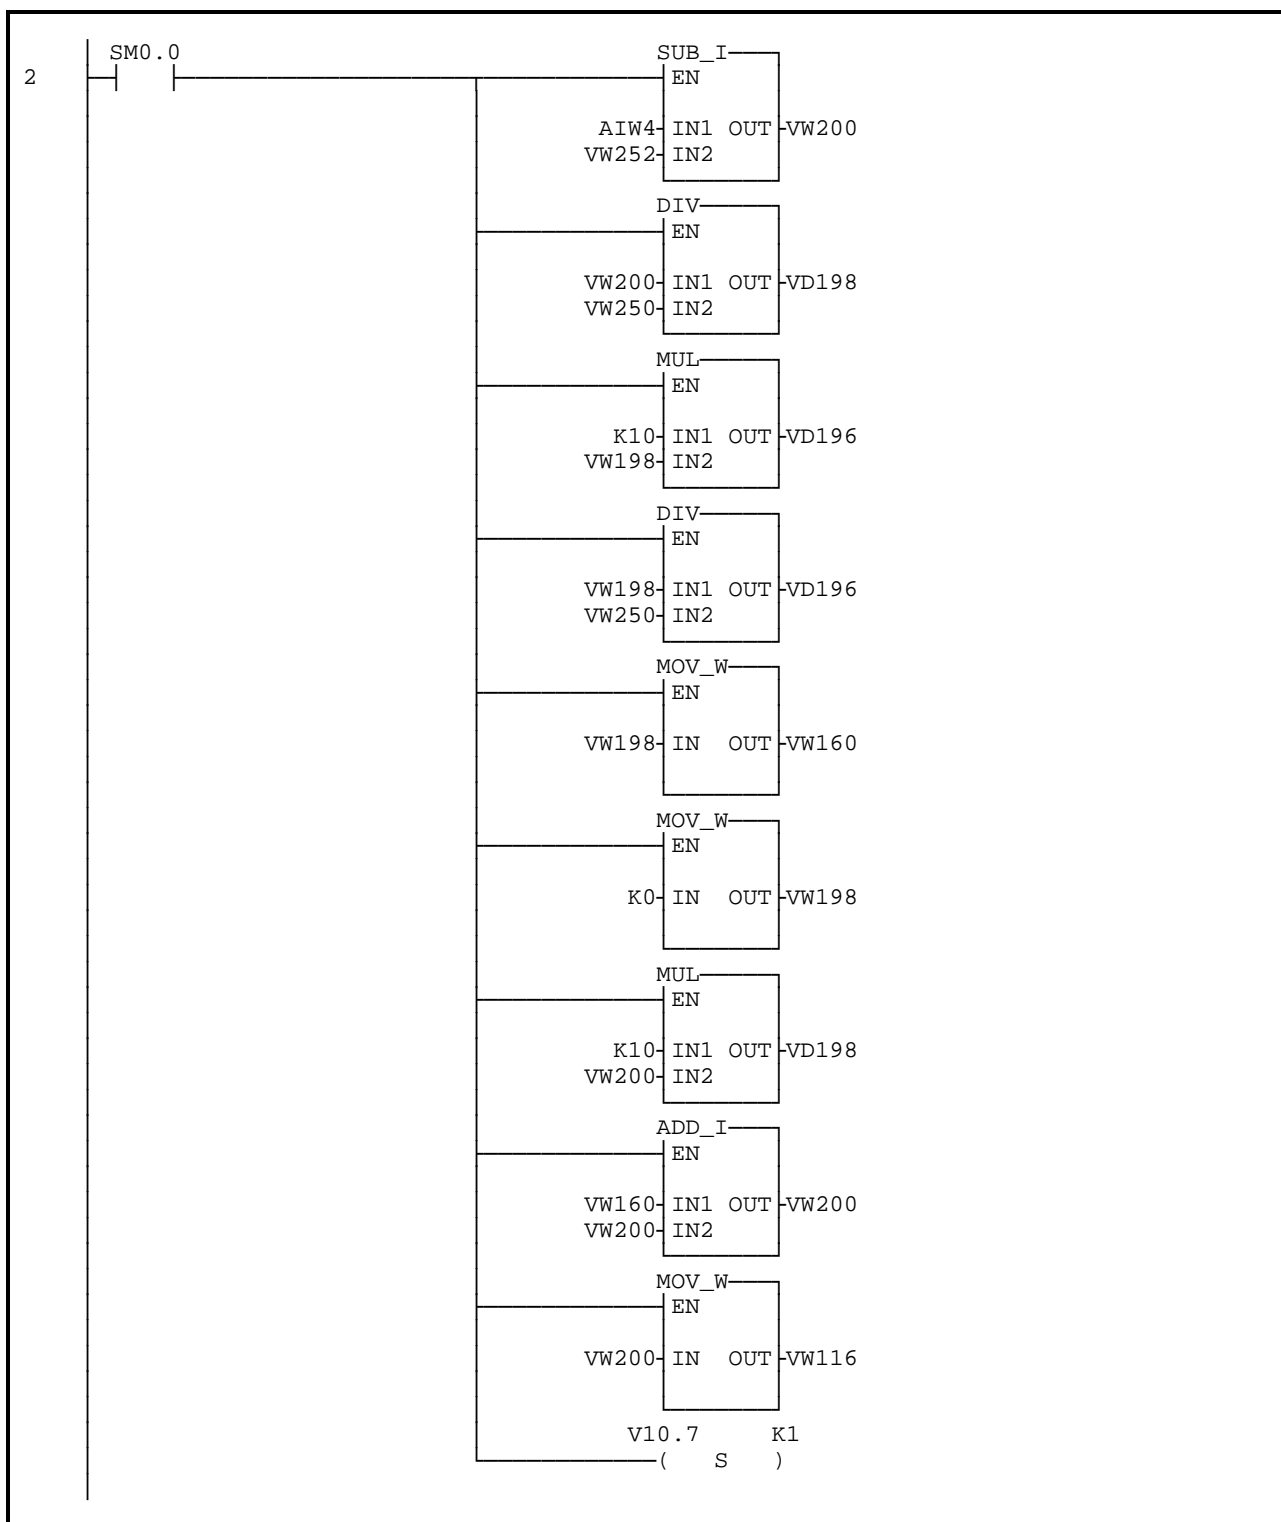 SM0.0 SUB_I
2 EN
AIW4 IN1 OUT VW200
VW252 IN2
DIV
EN
VW200 IN1 OUT VD198
VW250 IN2
MUL
EN
K10 IN1 OUT VD196
VW198 IN2
DIV
EN
VW198 IN1 OUT VD196
VW250 IN2
MOV_W
EN
VW198 IN OUT VW160
MOV_W
EN
K0 IN OUT VW198
MUL
EN
K10 IN1 OUT VD198
VW200 IN2
ADD_I
EN
VW160 IN1 OUT VW200
VW200 IN2
MOV_W
EN
VW200 IN OUT VW116
V10.7 K1
( S )